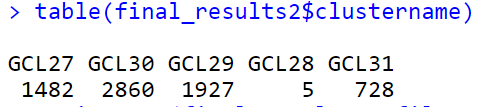 > table(final_results2$clustername)
GCL27 GCL30 GCL29 GCL28 GCL31
1482 2860 1927 5 728